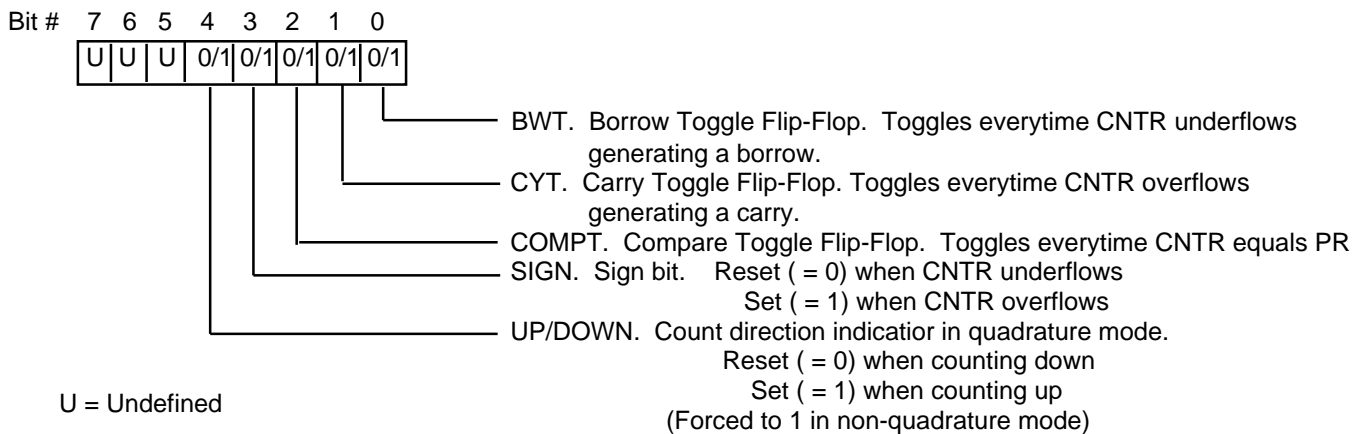 Bit # 7 6 5 4 3 2 1 0
U U U 0/1 0/1 0/1 0/1 0/1
BWT. Borrow Toggle Flip-Flop. Toggles everytime CNTR underflows
generating a borrow.
CYT. Carry Toggle Flip-Flop. Toggles everytime CNTR overflows
generating a carry.
COMPT. Compare Toggle Flip-Flop. Toggles everytime CNTR equals PR
SIGN. Sign bit. Reset ( = 0) when CNTR underflows
Set ( = 1) when CNTR overflows
UP/DOWN. Count direction indicatior in quadrature mode.
Reset ( = 0) when counting down
Set ( = 1) when counting up
U = Undefined
(Forced to 1 in non-quadrature mode)